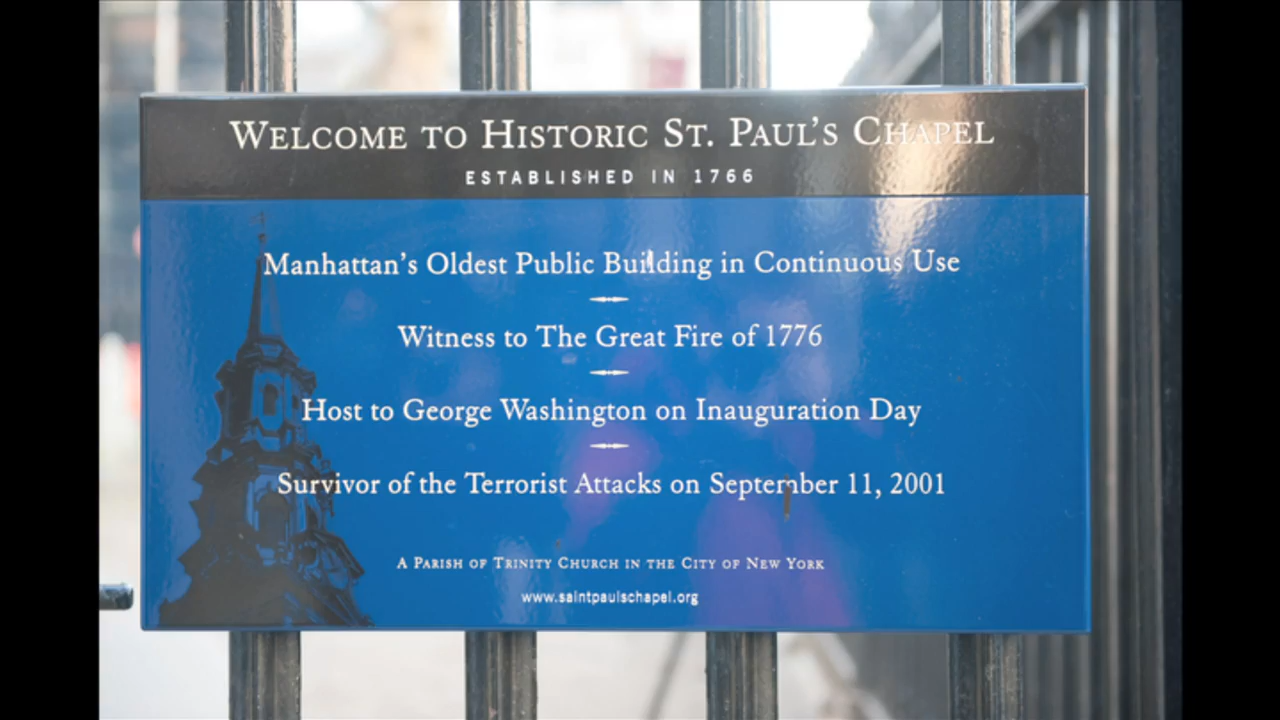 WELCOME TO HISTORIC ST. PAUL'S CHAPEL
ESTABLISHED IN 1766
Manhattan's Oldest Public Building in Continuous Use
Witness to The Great Fire of 1776
Host to George Washington on Inauguration Day
Survivor of the Terrorist Attacks on September 11, 2001
A PARISH OF TRINITY CHURCH IN THE CITY OF NEW YORK
www.saintpaulschapel.org